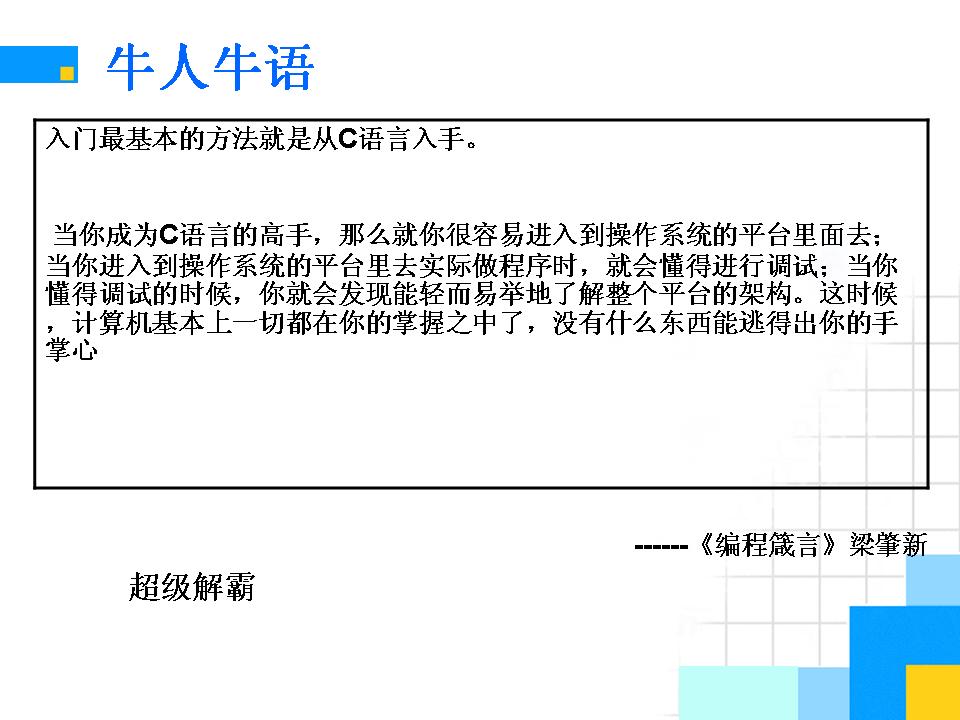 牛人牛语
入门最基本的方法就是从C语言入手。
当你成为C语言的高手，那么就你很容易进入到操作系统的平台里面去；
当你进入到操作系统的平台里去实际做程序时，就会懂得进行调试；当你
懂得调试的时候，你就会发现能轻而易举地了解整个平台的架构。这时候
，计算机基本上一切都在你的掌握之中了，没有什么东西能逃得出你的手
掌心
------《编程箴言》梁肇新
超级解霸